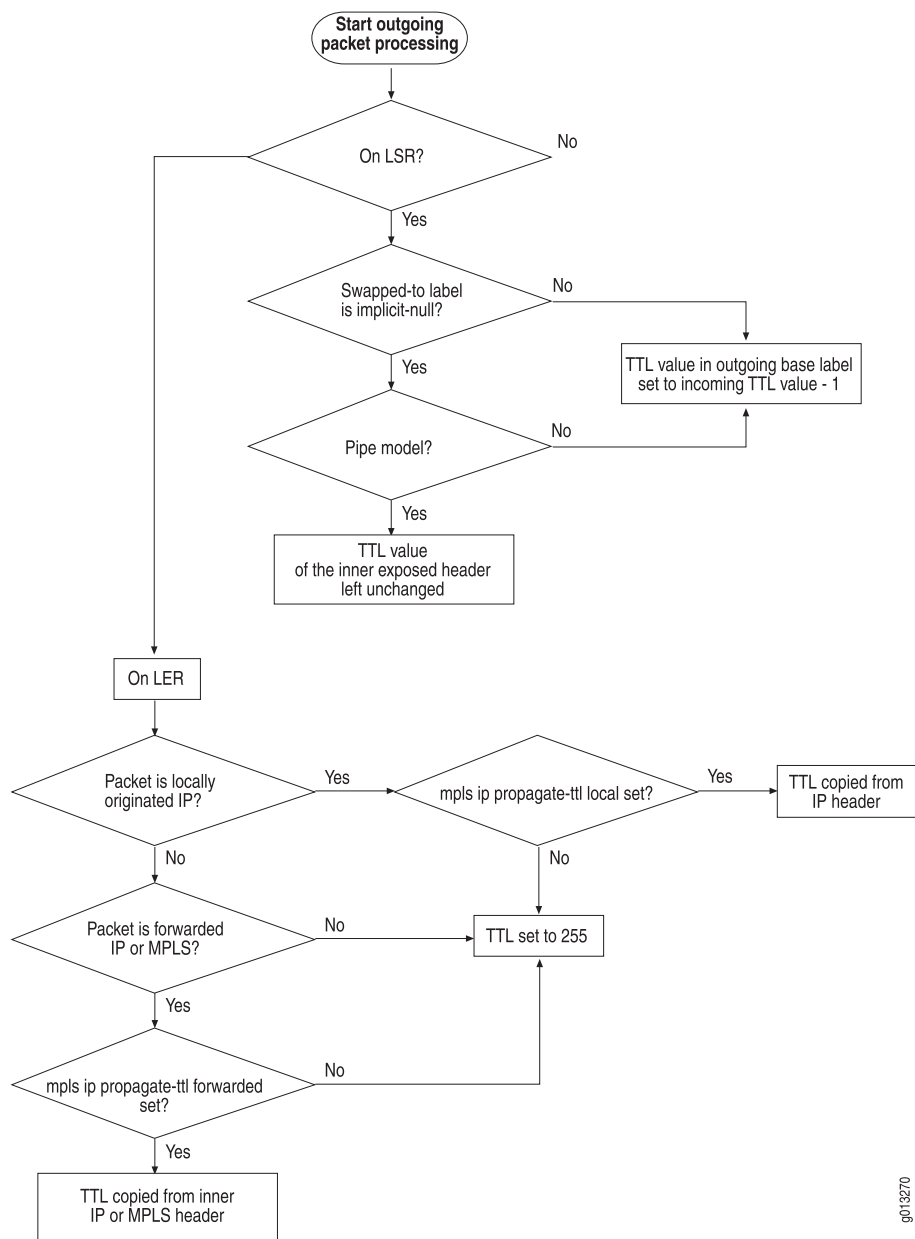 Start outgoing
packet processing
On LSR?
No
Yes
Swapped-to label
is implicit-null?
No
TTL value in outgoing base label
set to incoming TTL value - 1
Yes
Pipe model?
No
Yes
TTL value
of the inner exposed header
left unchanged
On LER
Packet is locally
originated IP?
Yes
mpls ip propagate-ttl local set?
Yes
TTL copied from
IP header
No
No
Packet is forwarded
IP or MPLS?
No
TTL set to 255
Yes
mpls ip propagate-ttl forwarded
set?
No
Yes
TTL copied from inner
IP or MPLS header
g013270